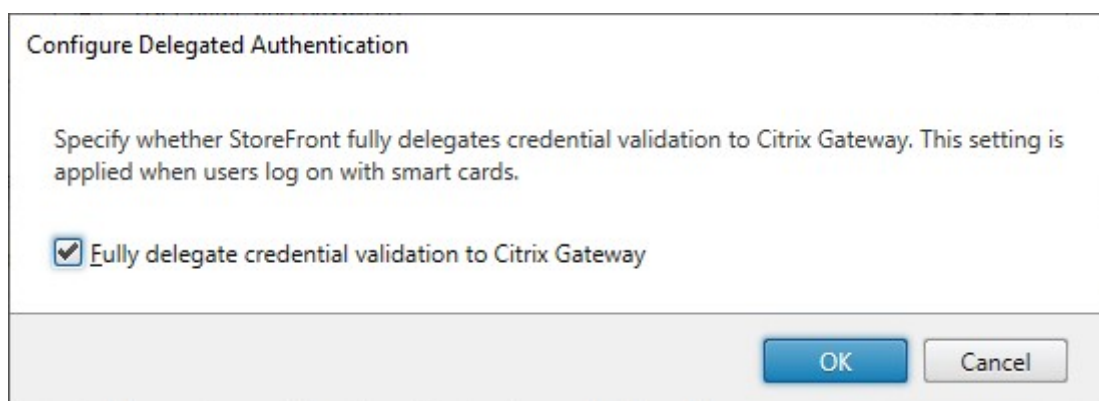 Configure Delegated Authentication
Specify whether StoreFront fully delegates credential validation to Citrix Gateway. This setting is
applied when users log on with smart cards.
Fully delegate credential validation to Citrix Gateway
OK
Cancel